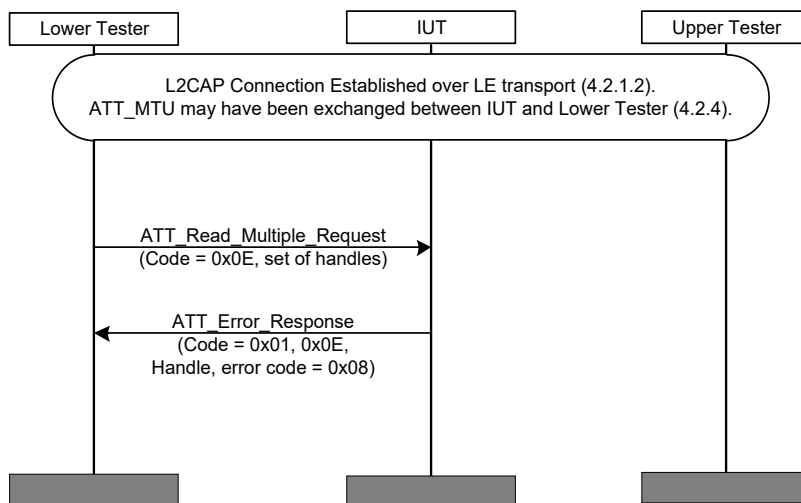 Lower Tester
IUT
Upper Tester
L2CAP Connection Established over LE transport (4.2.1.2).
ATT_MTU may have been exchanged between IUT and Lower Tester (4.2.4).
ATT_Read_Multiple_Request
(Code = 0x0E, set of handles)
ATT_Error_Response
(Code = 0x01, 0x0E,
Handle, error code = 0x08)